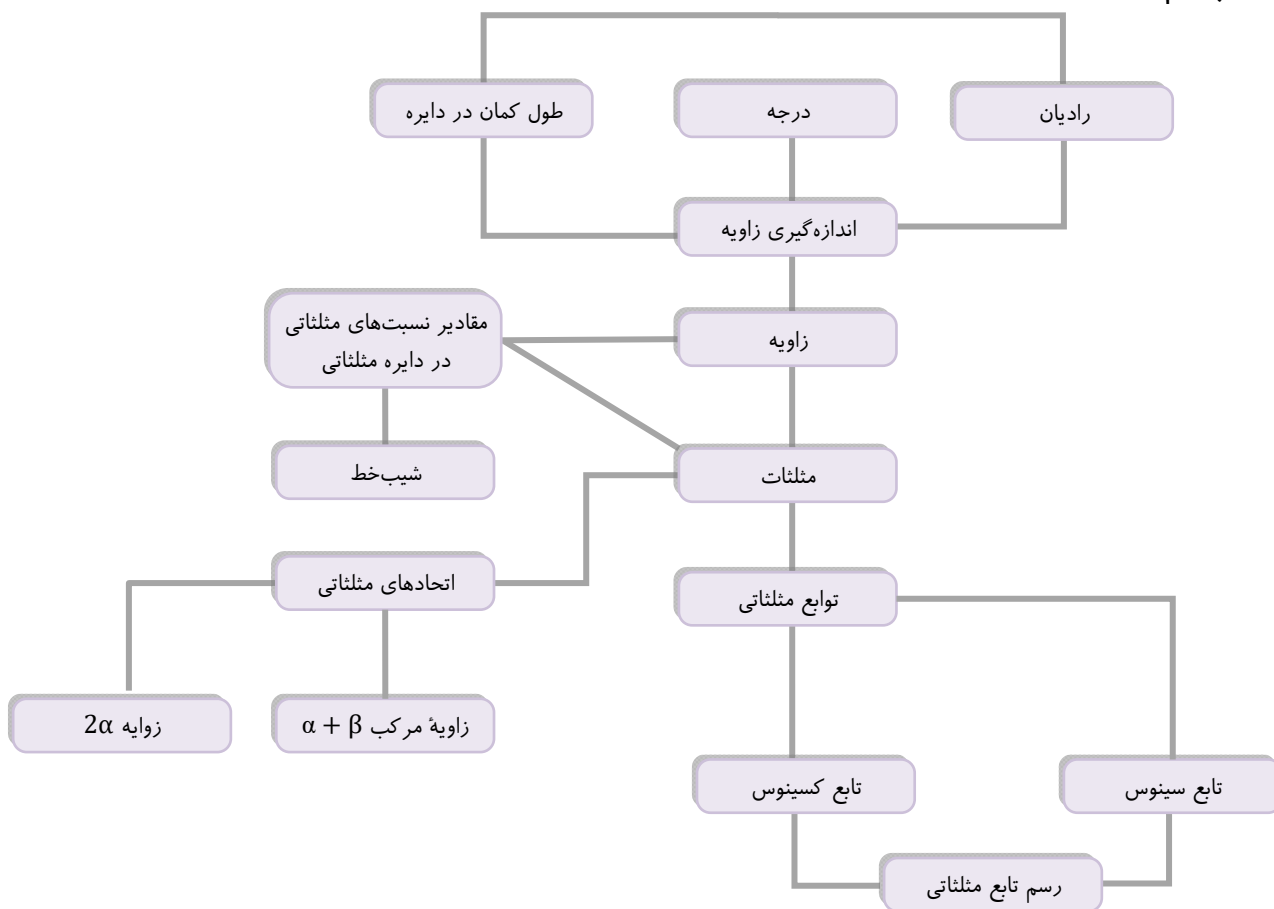 رادیان
درجه
طول کمان در دایره
اندازه‌گیری زاویه
زاویه
مقادیر نسبت‌های مثلثاتی
در دایره مثلثاتی
مثلثات
شیب‌خط
اتحادهای مثلثاتی
توابع مثلثاتی
زاویهٔ مرکب α + β
زوایه 2α
تابع سینوس
تابع کسینوس
رسم تابع مثلثاتی